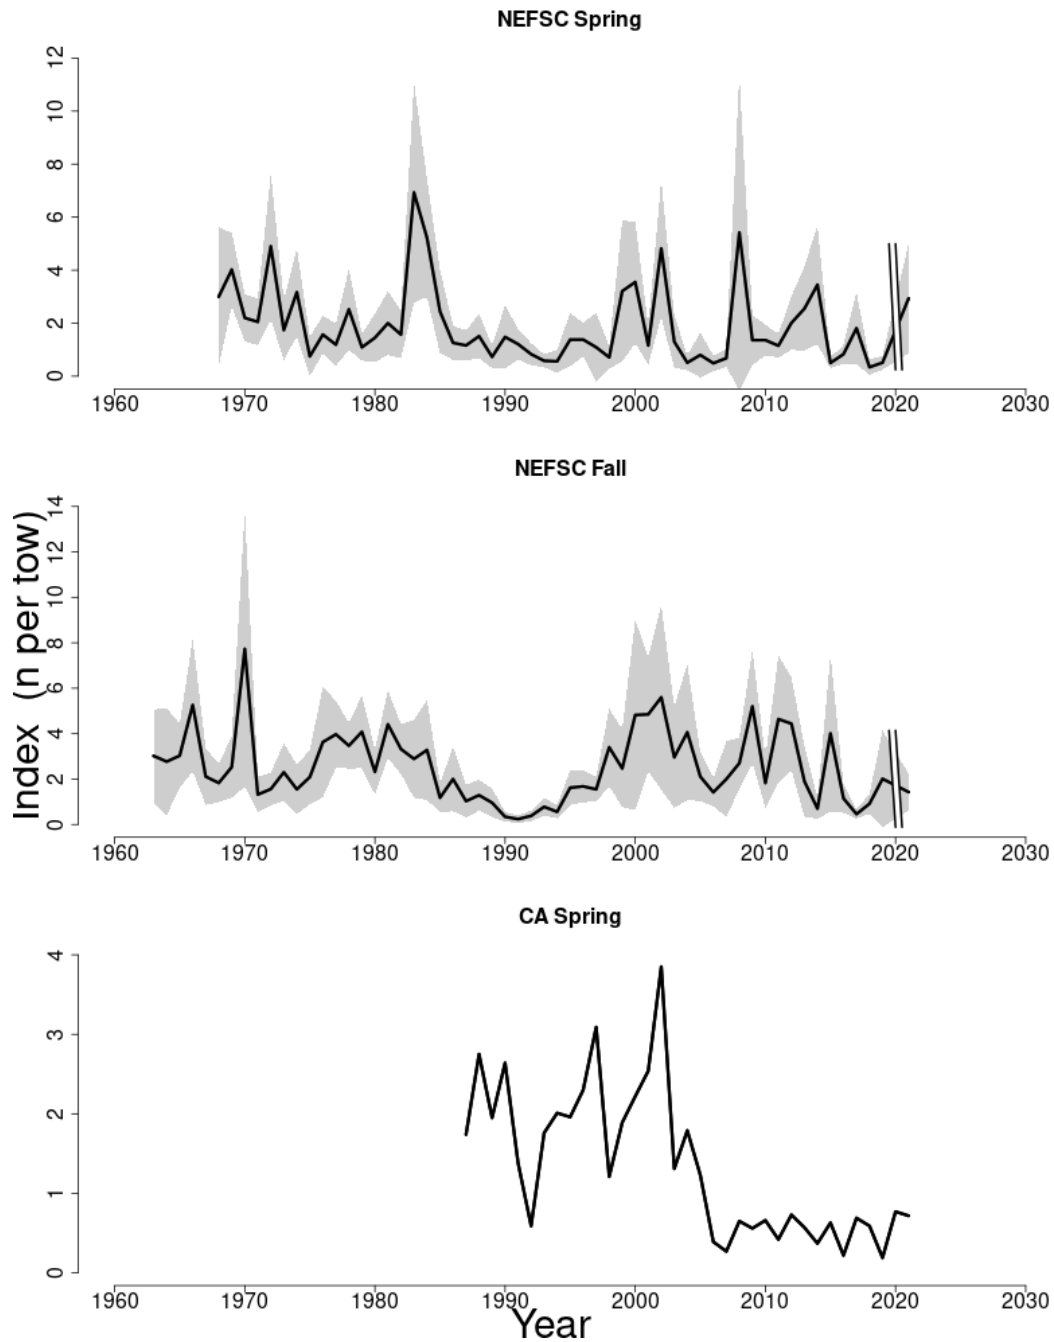 NEFSC Spring
0 2 4 6 8 10 12
1960 1970 1980 1990 2000 2010 2020 2030
NEFSC Fall
Index (n per tow)
0 2 4 6 8 10 12 14
1960 1970 1980 1990 2000 2010 2020 2030
CA Spring
0 1 2 3 4
1960 1970 1980 1990 2000 2010 2020 2030
Year